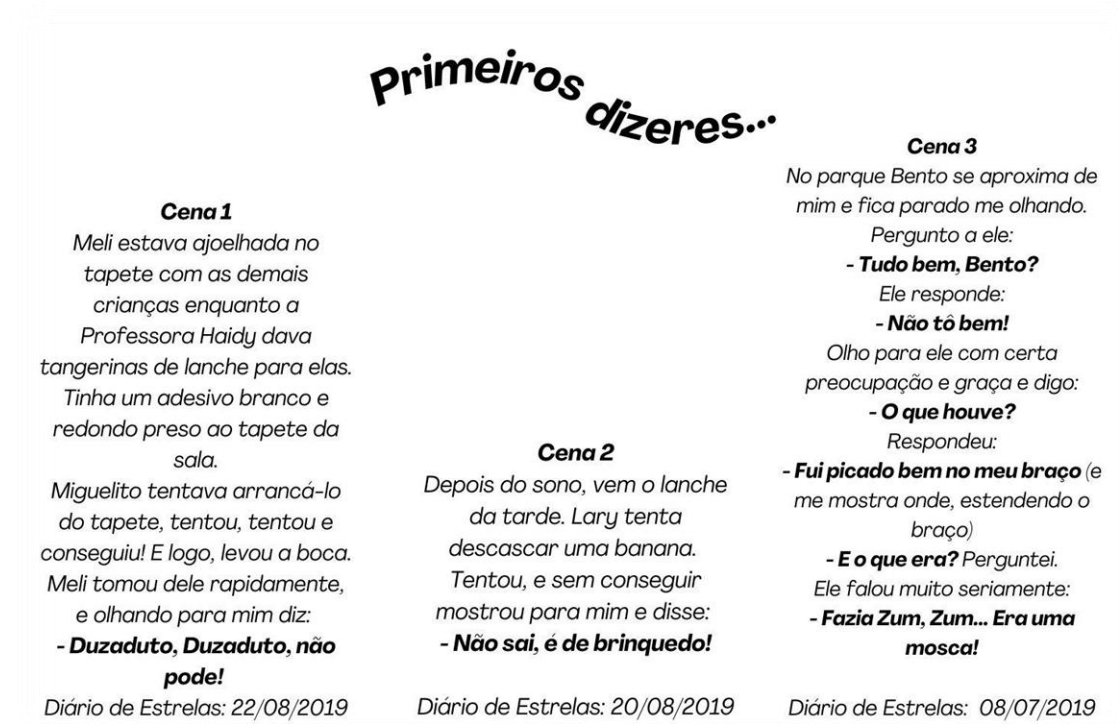 Primeiros dizeres...
Cena 1
Meli estava ajoelhada no
tapete com as demais
crianças enquanto a
Professora Haidy dava
tangerinas de lanche para elas.
Tinha um adesivo branco e
redondo preso ao tapete da
sala.
Miguelito tentava arrancá-lo
do tapete, tentou, tentou e
conseguiu! E logo, levou a boca.
Meli tomou dele rapidamente,
e olhando para mim diz:
- Duzaduto, Duzaduto, não
pode!
Diário de Estrelas: 22/08/2019
Cena 2
Depois do sono, vem o lanche
da tarde. Lary tenta
descascar uma banana.
Tentou, e sem conseguir
mostrou para mim e disse:
- Não sai, é de brinquedo!
Diário de Estrelas: 20/08/2019
Cena 3
No parque Bento se aproxima de
mim e fica parado me olhando.
Pergunto a ele:
- Tudo bem, Bento?
Ele responde:
- Não tô bem!
Olho para ele com certa
preocupação e graça e digo:
- O que houve?
Respondeu:
- Fui picado bem no meu braço (e
me mostra onde, estendendo o
braço)
- E o que era? Perguntei.
Ele falou muito seriamente:
- Fazia Zum, Zum... Era uma
mosca!
Diário de Estrelas: 08/07/2019